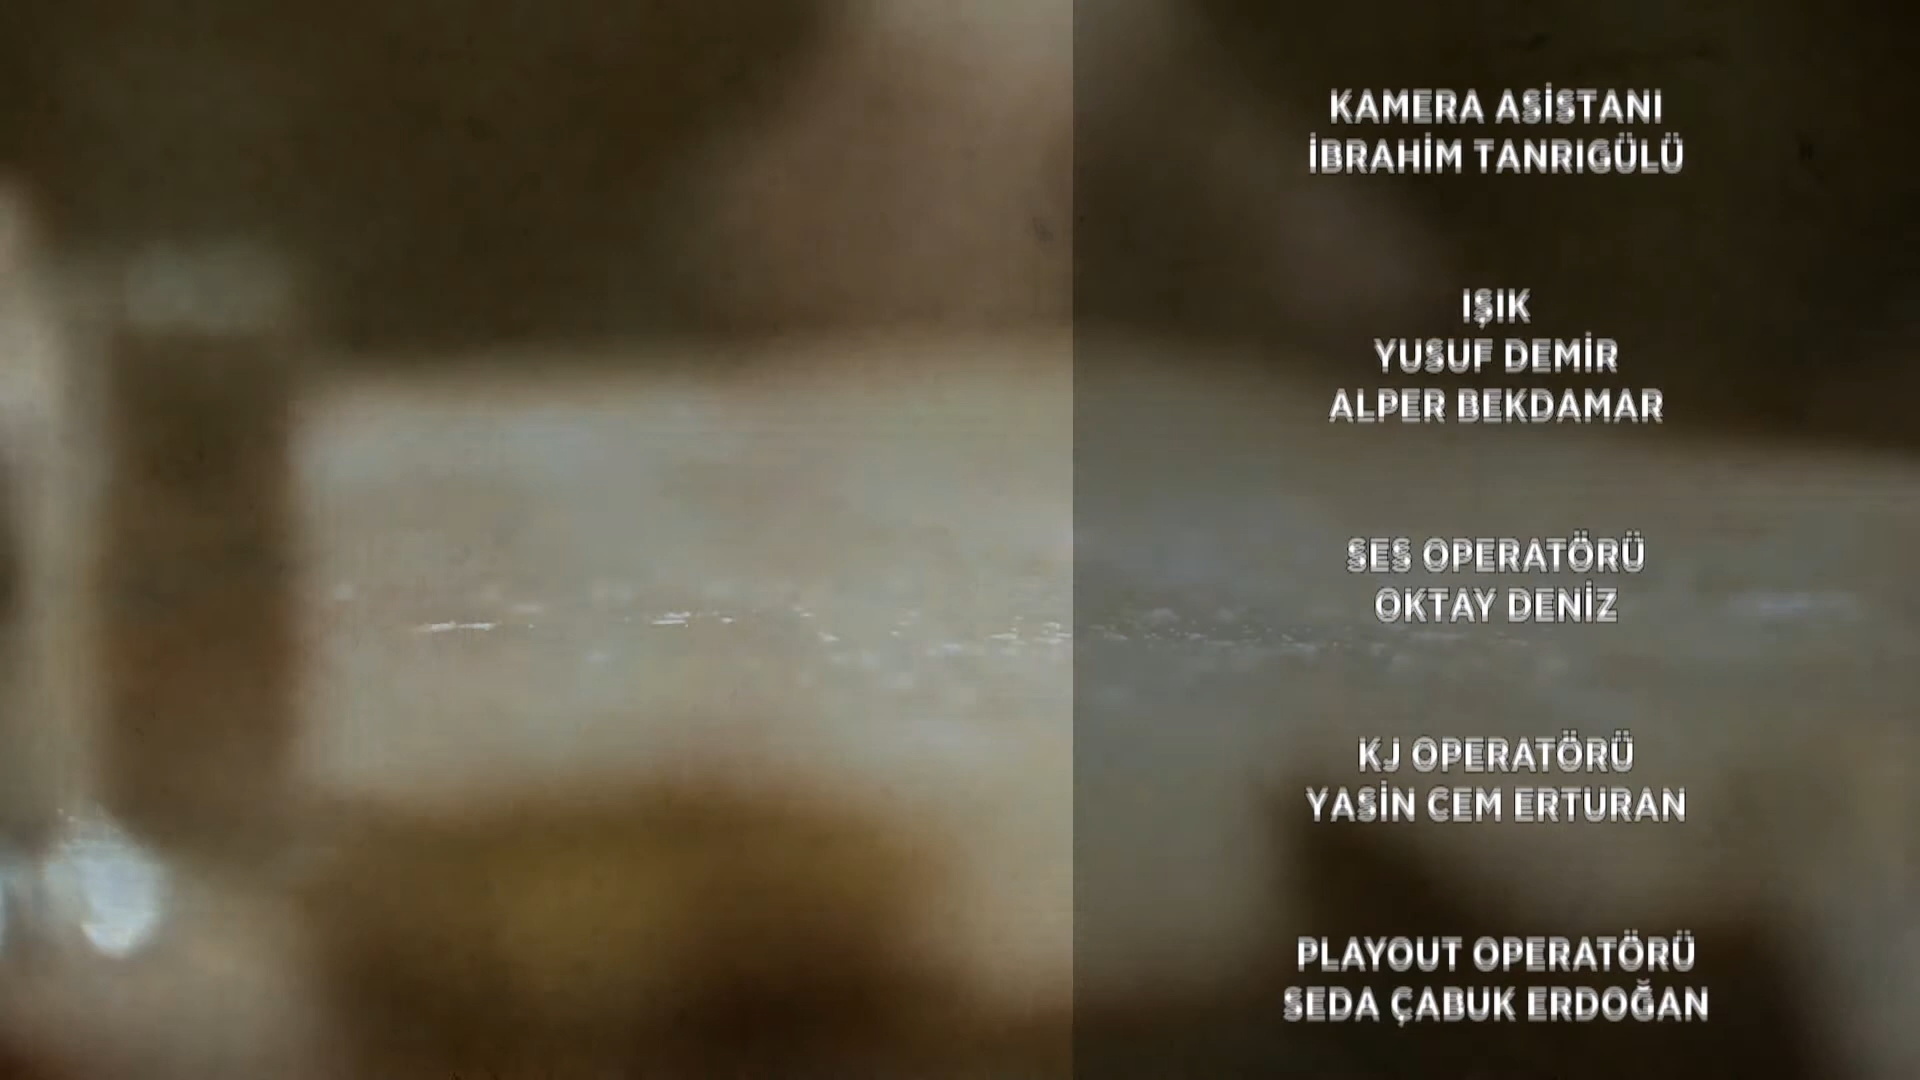 KAMERA ASİSTANI
İBRAHİM TANRIGÜLÜ
IŞIK
YUSUF DEMİR
ALPER BEKDAMAR
SES OPERATÖRÜ
OKTAY DENİZ
KJ OPERATÖRÜ
YASİN CEM ERTURAN
PLAYOUT OPERATÖRÜ
SEDA ÇABUK ERDOĞAN